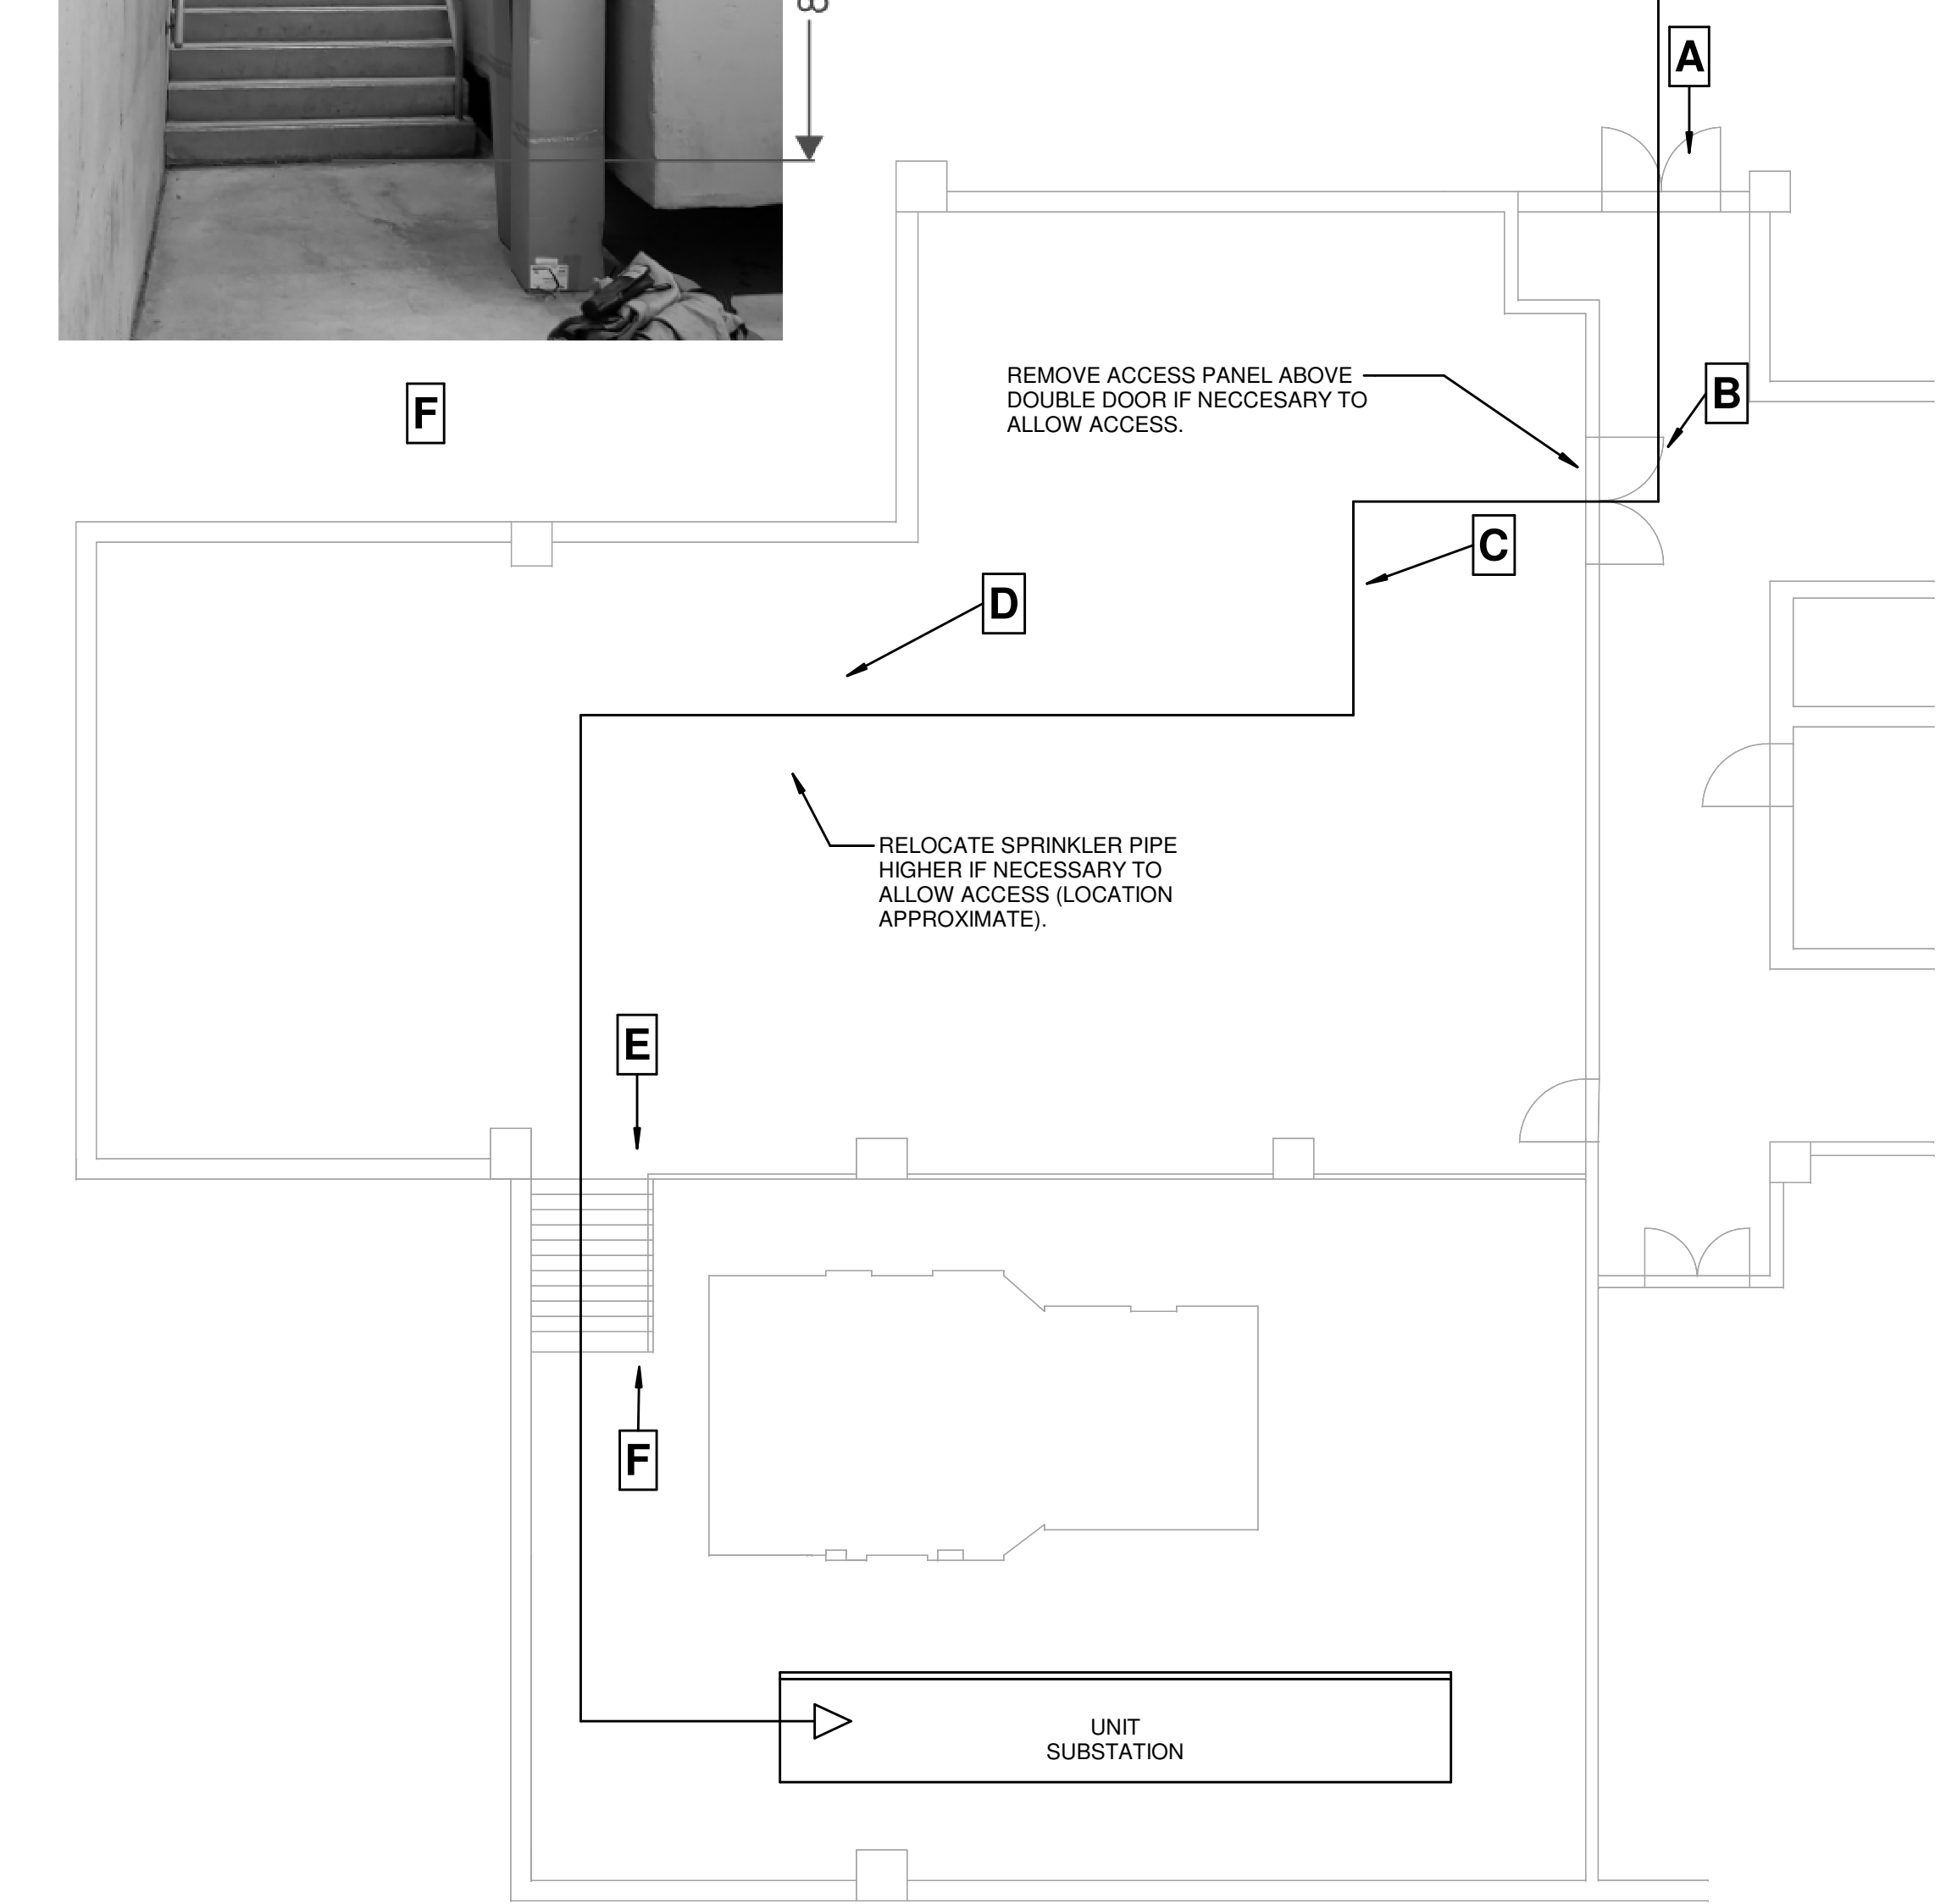 8
A
F
REMOVE ACCESS PANEL ABOVE
DOUBLE DOOR IF NECCESARY TO
ALLOW ACCESS.
B
C
D
RELOCATE SPRINKLER PIPE
HIGHER IF NECESSARY TO
ALLOW ACCESS (LOCATION
APPROXIMATE).
E
F
UNIT
SUBSTATION